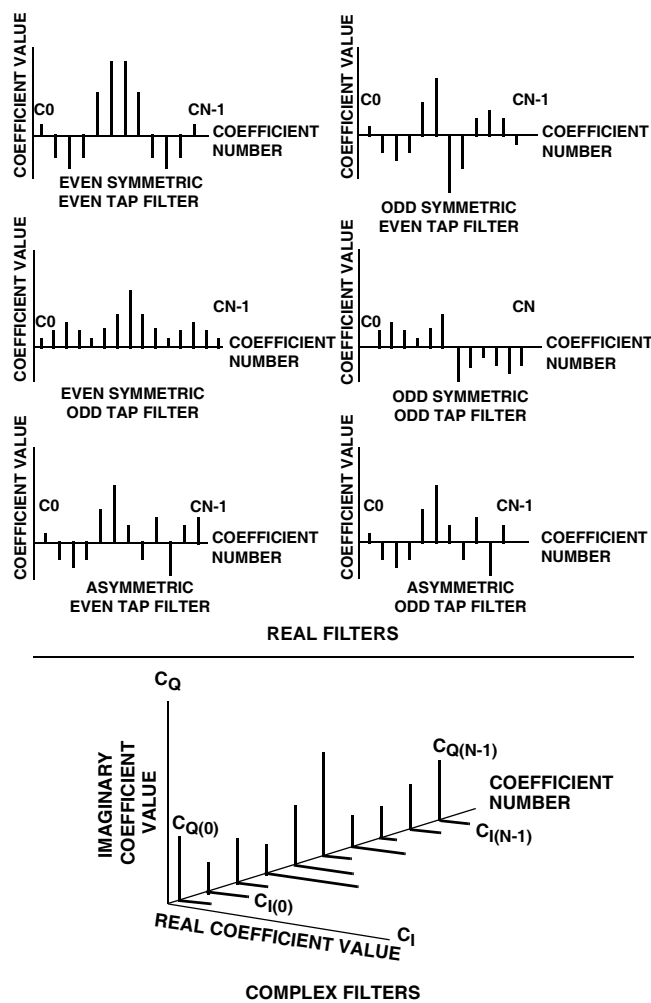 COEFFICIENT VALUE
C0
CN-1
COEFFICIENT
NUMBER
EVEN SYMMETRIC
EVEN TAP FILTER
COEFFICIENT VALUE
C0
CN-1
COEFFICIENT
NUMBER
ODD SYMMETRIC
EVEN TAP FILTER
COEFFICIENT VALUE
C0
CN-1
COEFFICIENT
NUMBER
EVEN SYMMETRIC
ODD TAP FILTER
COEFFICIENT VALUE
C0
CN
COEFFICIENT
NUMBER
ODD SYMMETRIC
ODD TAP FILTER
COEFFICIENT VALUE
C0
CN-1
COEFFICIENT
NUMBER
ASYMMETRIC
EVEN TAP FILTER
COEFFICIENT VALUE
C0
CN-1
COEFFICIENT
NUMBER
ASYMMETRIC
ODD TAP FILTER
REAL FILTERS
CQ
IMAGINARY
COEFFICIENT
VALUE
CQ(0)
CQ(N-1)
COEFFICIENT
NUMBER
CI(N-1)
CI(0)
REAL COEFFICIENT VALUE
CI
COMPLEX FILTERS